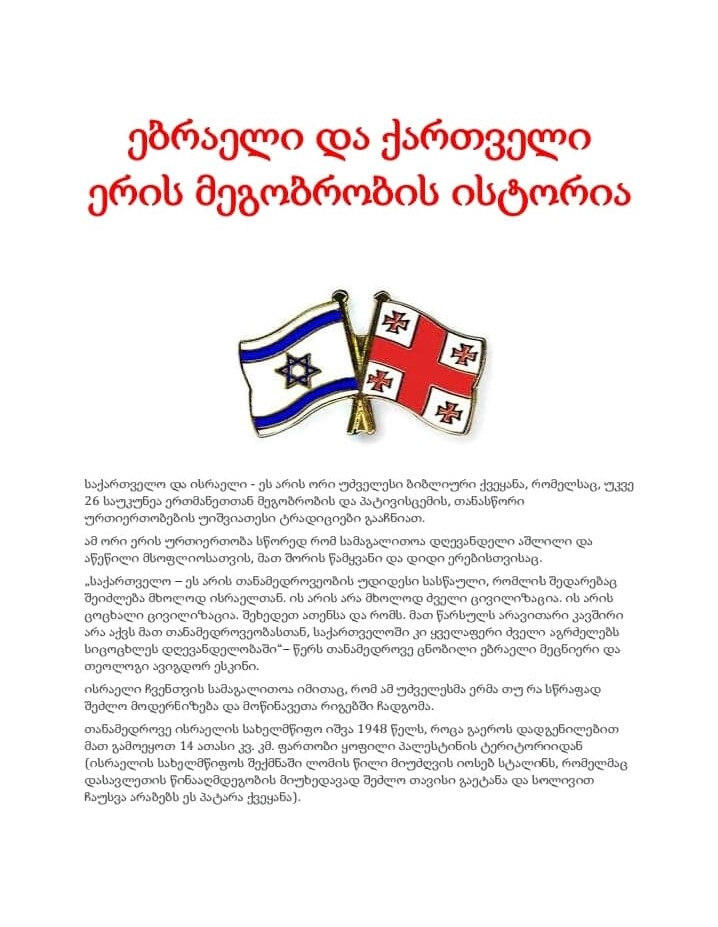 ებრაელი და ქართველი
ერის მეგობრობის ისტორია
საქართველო და ისრაელი - ეს არის ორი უძველესი ბიბლიური ქვეყანა, რომელსაც, უკვე
26 საუკუნეა ერთმანეთთან მეგობრობის და პატივისცემის, თანასწორი
ურთიერთობების უიშვიათესი ტრადიციები გააჩნიათ.
ამ ორი ერის ურთიერთობა სწორედ რომ სამაგალითოა დღევანდელი აშლილი და
აწეწილი მსოფლიოსათვის, მათ შორის წამყვანი და დიდი ერებისთვისაც.
„საქართველო – ეს არის თანამედროვეობის უდიდესი სასწაული, რომლის შედარებაც
შეიძლება მხოლოდ ისრაელთან. ის არის არა მხოლოდ ძველი ცივილიზაცია. ის არის
ცოცხალი ცივილიზაცია. შეხედეთ ათენსა და რომს. მათ წარსულს არავითარი კავშირი
არა აქვს მათ თანამედროვეობასთან, საქართველოში კი ყველაფერი ძველი აგრძელებს
სიცოცხლეს დღევანდელობაში“– წერს თანამედროვე ცნობილი ებრაელი მეცნიერი და
თეოლოგი ავიგდორ ესკინი.
ისრაელი ჩვენთვის სამაგალითოა იმითაც, რომ ამ უძველესმა ერმა თუ რა სწრაფად
შეძლო მოდერნიზება და მოწინავეთა რიგებში ჩადგომა.
თანამედროვე ისრაელის სახელმწიფო იშვა 1948 წელს, როცა გაეროს დადგენილებით
მათ გამოეყოთ 14 ათასი კვ. კმ. ფართობი ყოფილი პალესტინის ტერიტორიიდან
(ისრაელის სახელმწიფოს შექმნაში ლომის წილი მიუძღვის იოსებ სტალინს, რომელმაც
დასავლეთის წინააღმდეგობის მიუხედავად შეძლო თავისი გაეტანა და სოლივით
ჩაუსვა არაბებს ეს პატარა ქვეყანა).